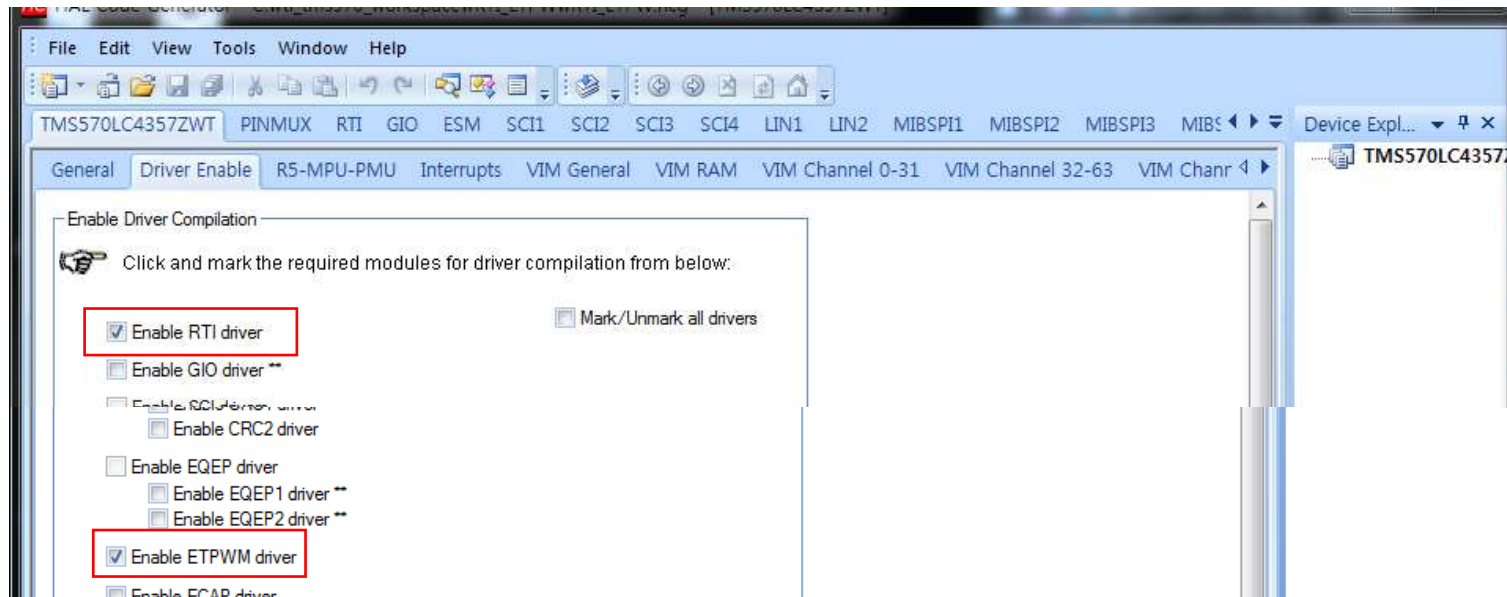 File Edit View Tools Window Help
TMS570LC4357ZWT PINMUX RTI GIO ESM SCI1 SCI2 SCI3 SCI4 LIN1 LIN2 MIBSPI1 MIBSPI2 MIBSPI3 Device Expl...
General Driver Enable R5-MPU-PMU Interrupts VIM General VIM RAM VIM Channel 0-31 VIM Channel 32-63 VIM
Enable Driver Compilation
Click and mark the required modules for driver compilation from below:
Mark/Unmark all drivers
Enable RTI driver
Enable GIO driver **
Enable CRC2 driver
Enable EQEP driver
Enable EQEP1 driver **
Enable EQEP2 driver **
Enable ETPWM driver